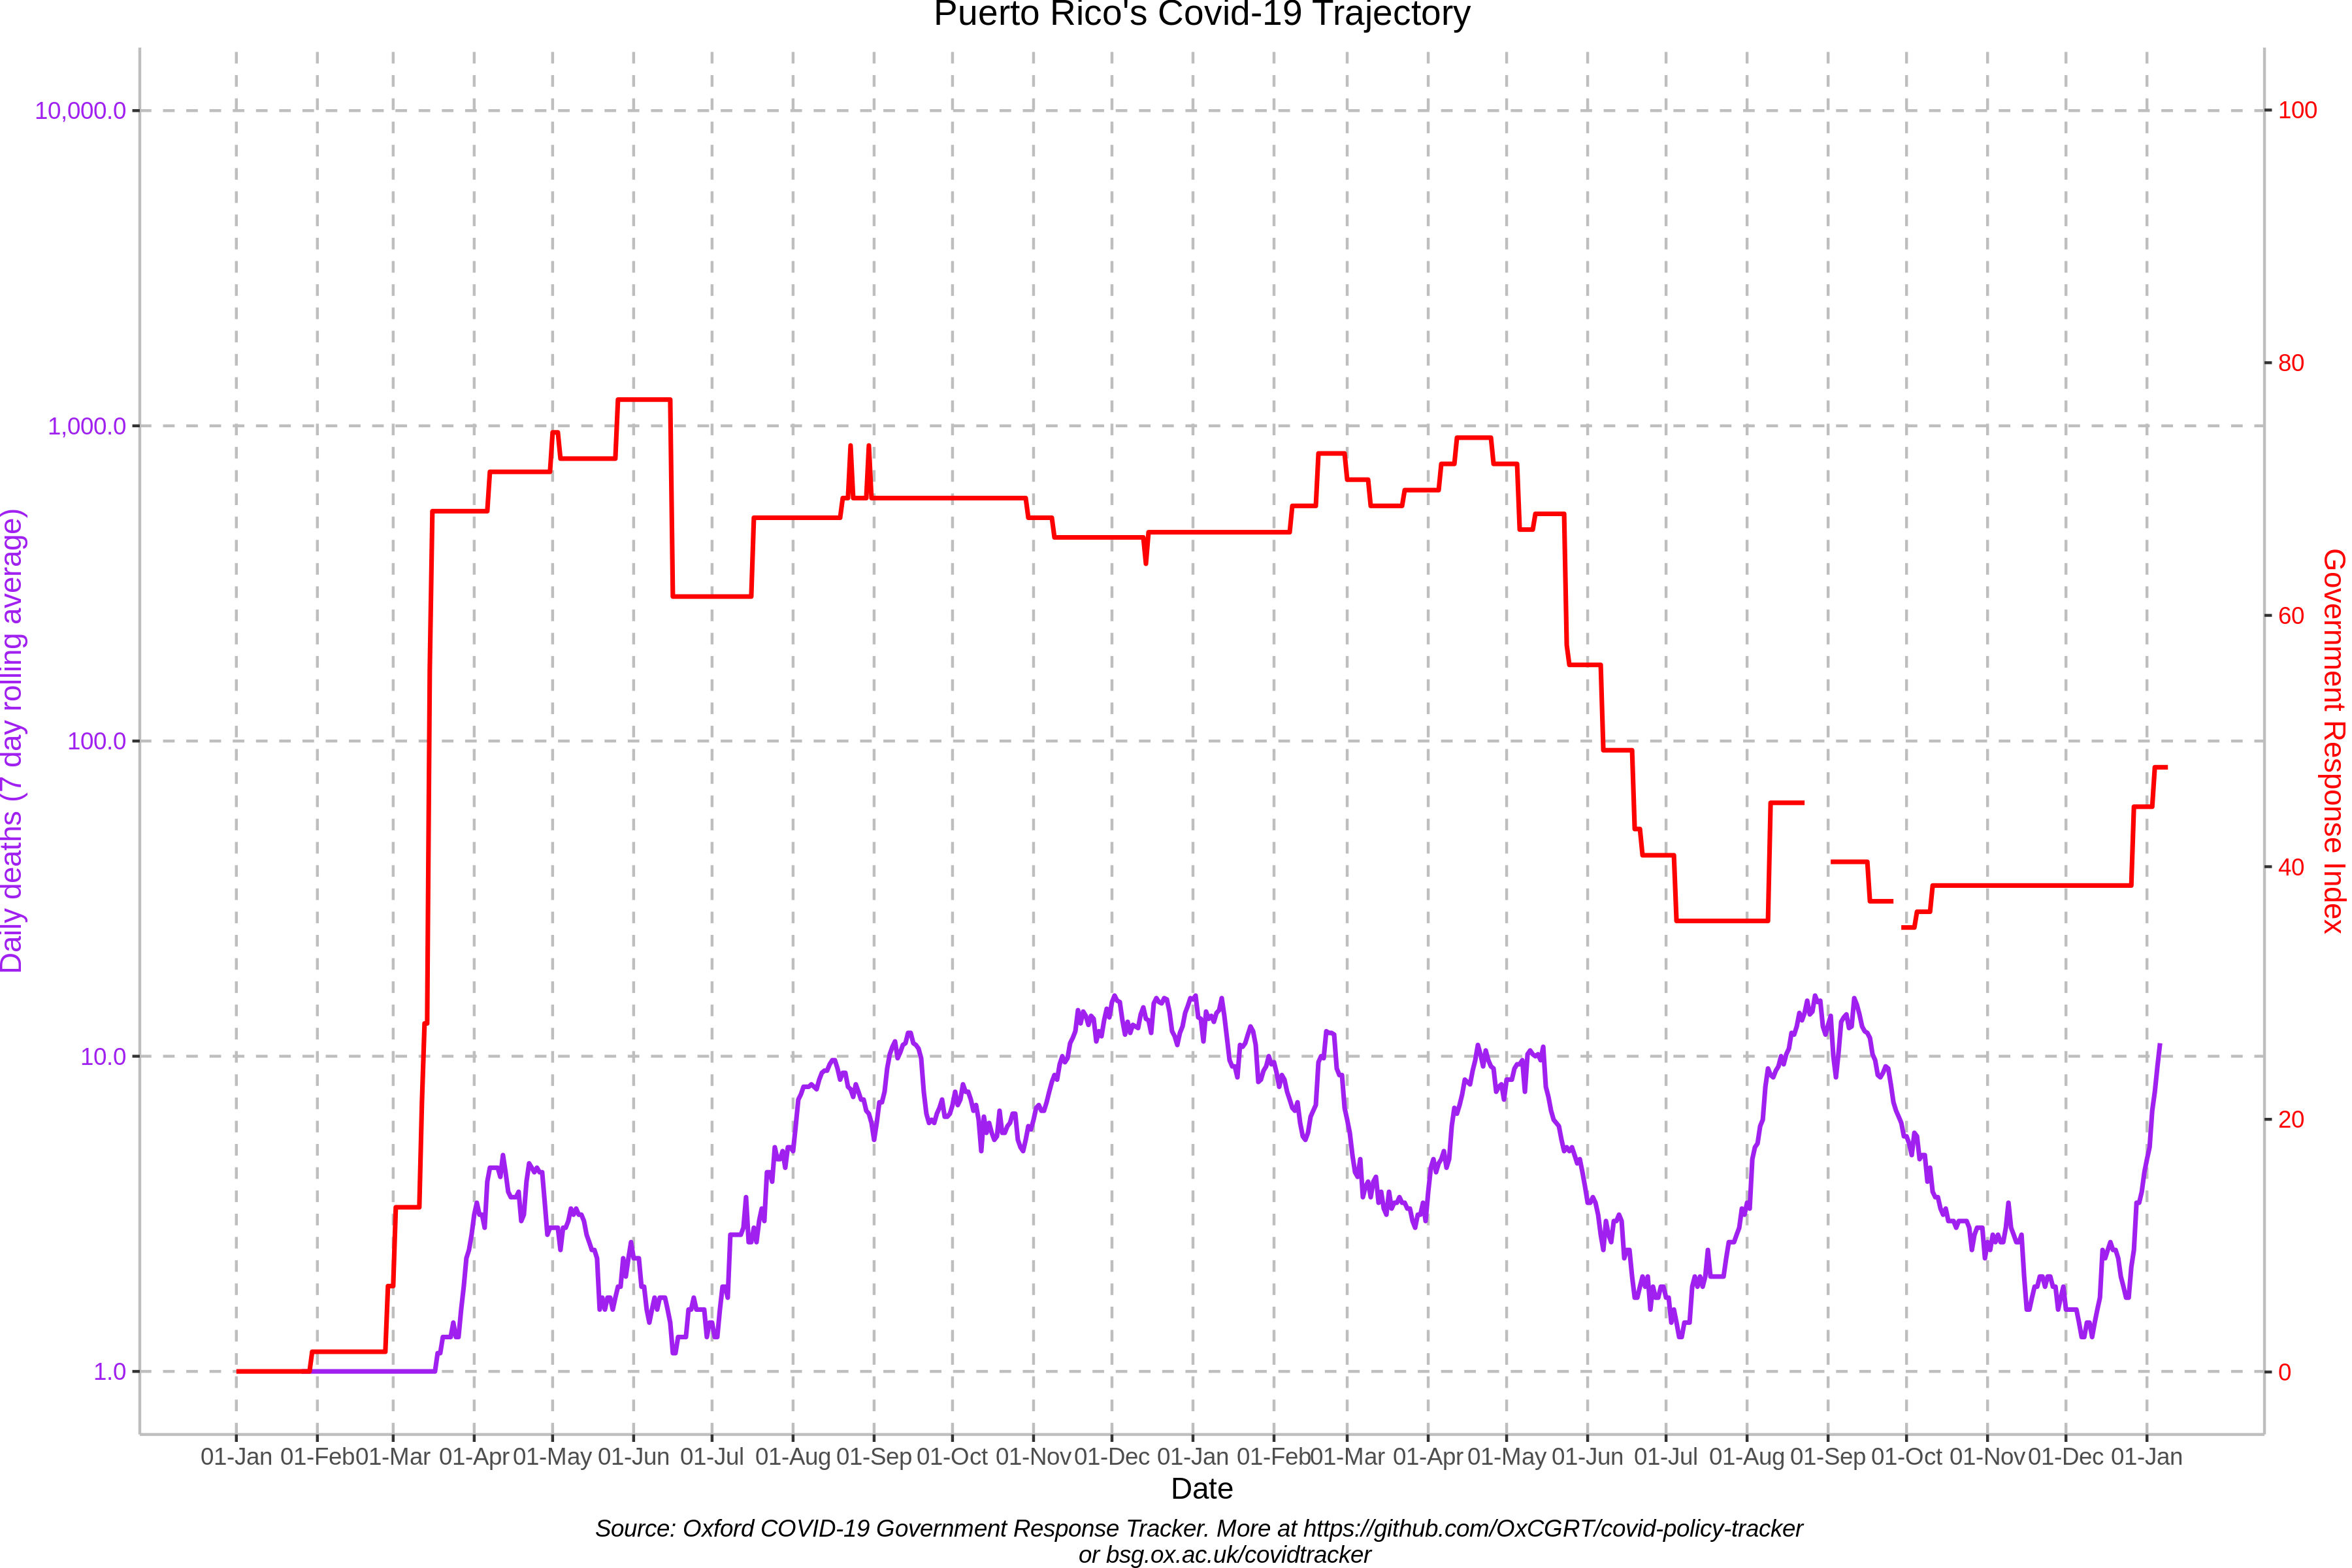 Puerto Rico's Covid-19 Trajectory
10,000.0
1,000.0
100.0
10.0
1.0
Daily deaths (7 day rolling average)
100
80
60
40
20
0
Government Response Index
01-Jan 01-Feb 01-Mar 01-Apr 01-May 01-Jun 01-Jul 01-Aug 01-Sep 01-Oct 01-Nov 01-Dec 01-Jan 01-Feb 01-Mar 01-Apr 01-May 01-Jun 01-Jul 01-Aug 01-Sep 01-Oct 01-Nov 01-Dec 01-Jan
Date
Source: Oxford COVID-19 Government Response Tracker. More at https://github.com/OxCGRT/covid-policy-tracker
or bsg.ox.ac.uk/covidtracker